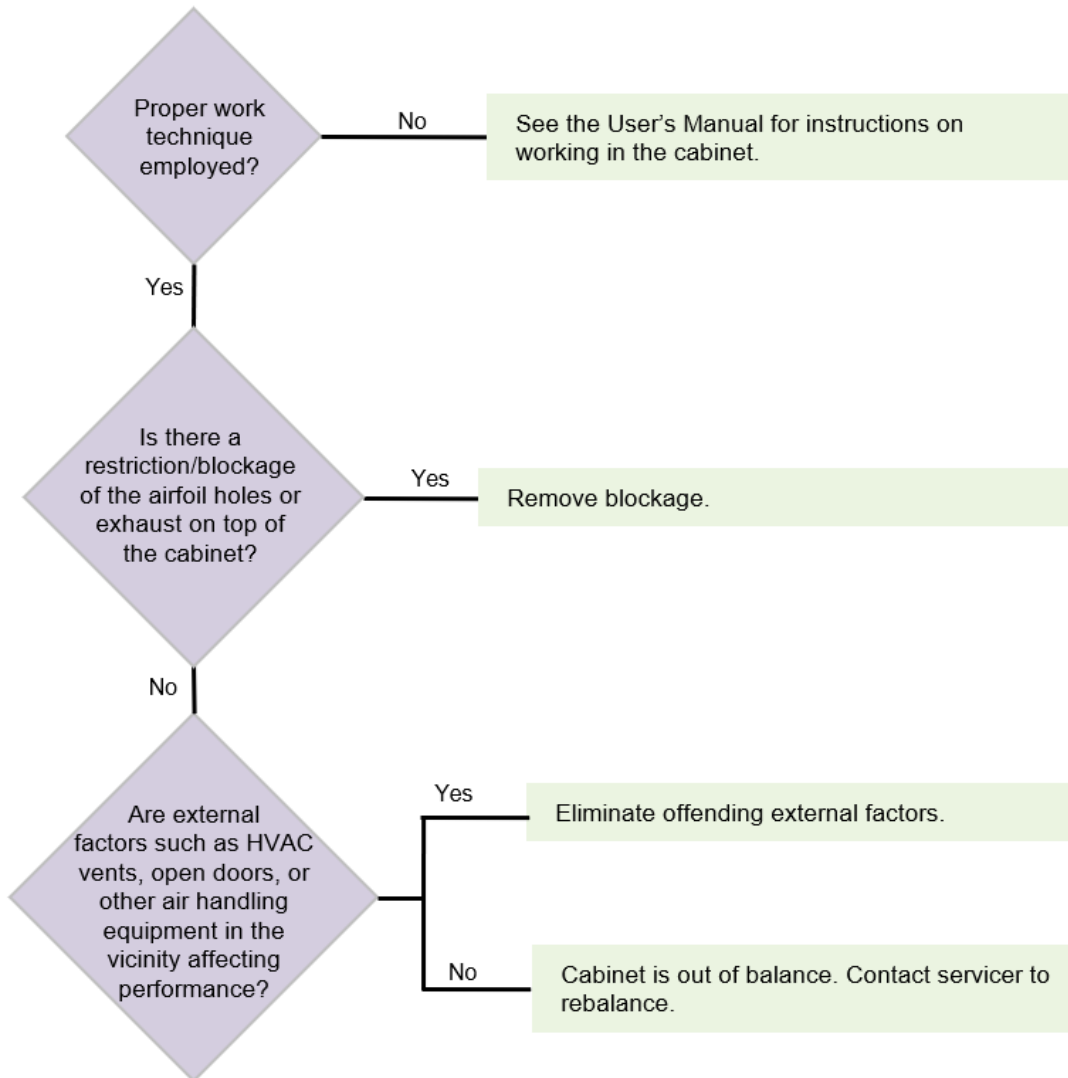 Proper work
technique
employed?
No
See the User’s Manual for instructions on
working in the cabinet.
Yes
Is there a
restriction/blockage
of the airfoil holes or
exhaust on top of
the cabinet?
Yes
Remove blockage.
No
Are external
factors such as HVAC
vents, open doors, or
other air handling
equipment in the
vicinity affecting
performance?
Yes
Eliminate offending external factors.
No
Cabinet is out of balance. Contact servicer to
rebalance.